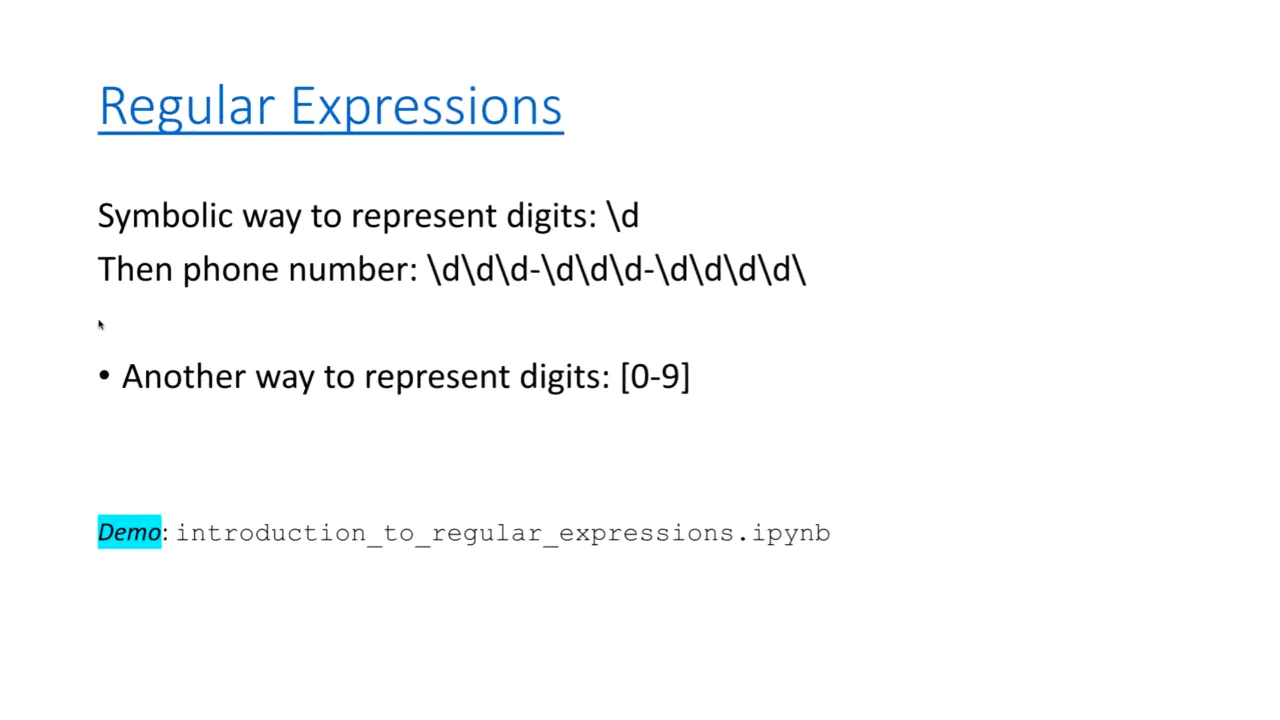 Regular Expressions
Symbolic way to represent digits: \d
Then phone number: \d\d\d-\d\d\d-\d\d\d\d\
• Another way to represent digits: [0-9]
Demo: introduction_to_regular_expressions.ipynb